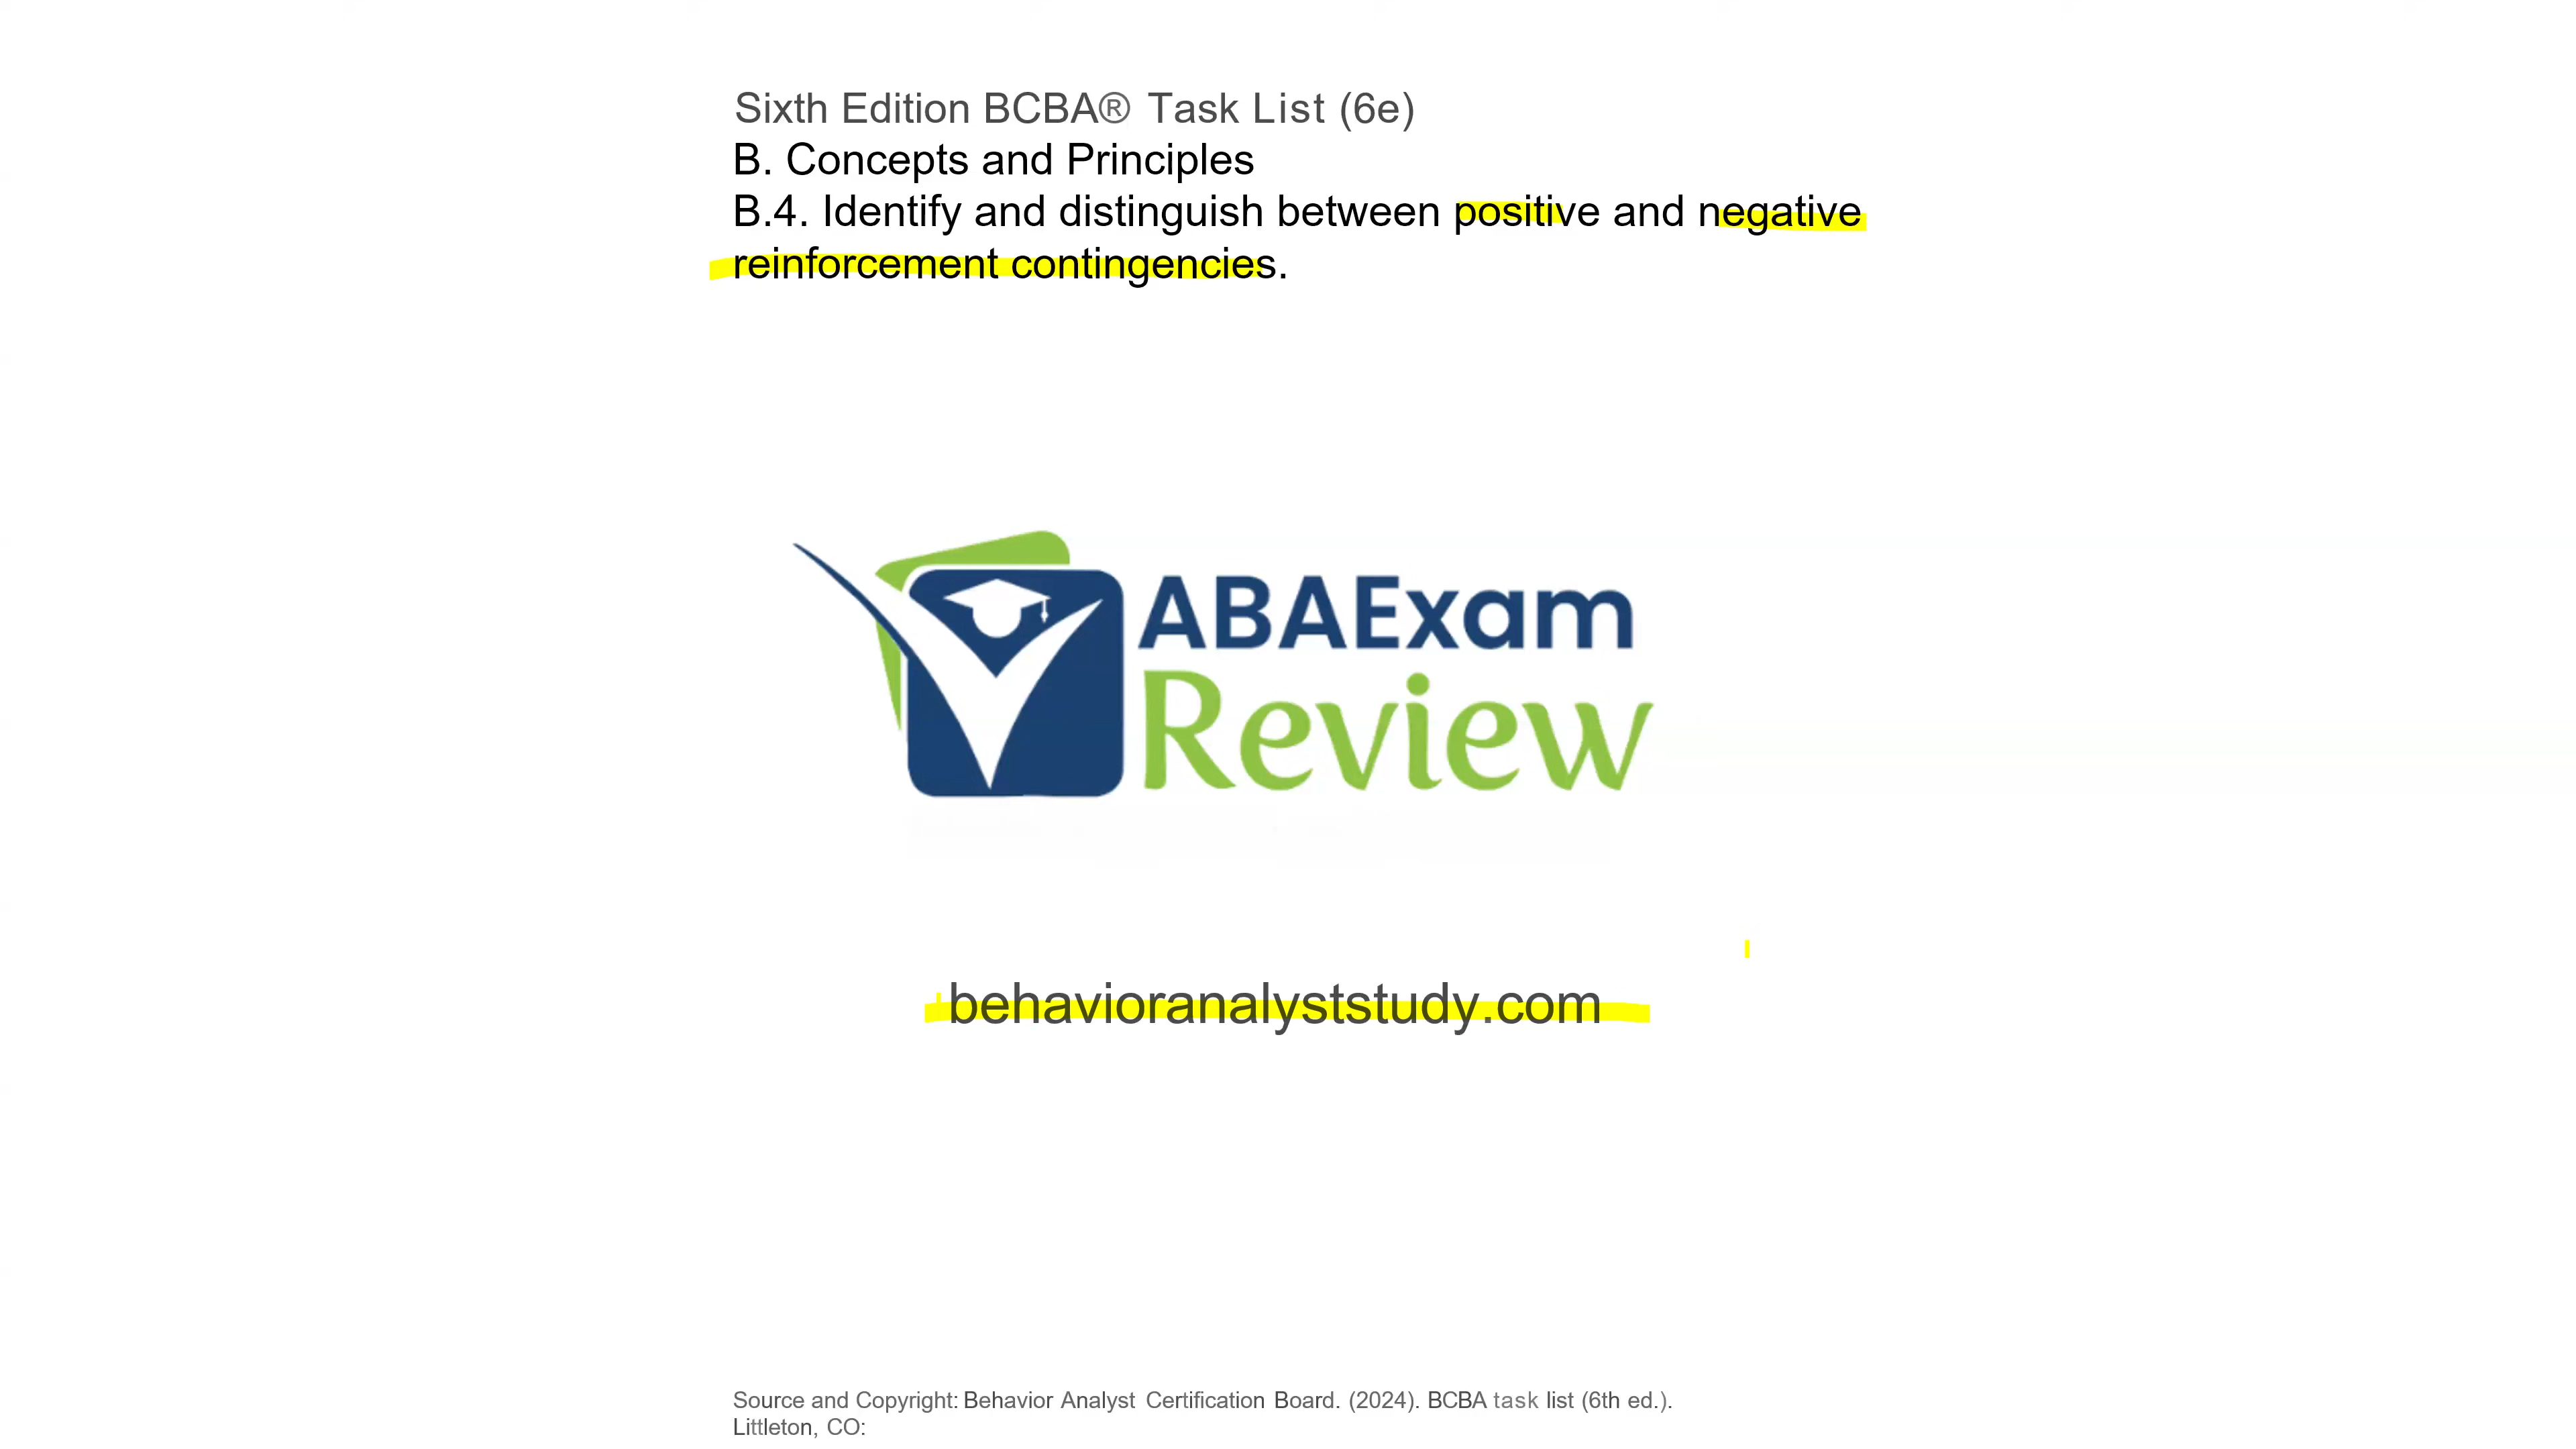 Sixth Edition BCBA® Task List (6e)
B. Concepts and Principles
B.4. Identify and distinguish between positive and negative
reinforcement contingencies.
ABAExam
Review
behavioranalyststudy.com
Source and Copyright: Behavior Analyst Certification Board. (2024). BCBA task list (6th ed.).
Littleton, CO: